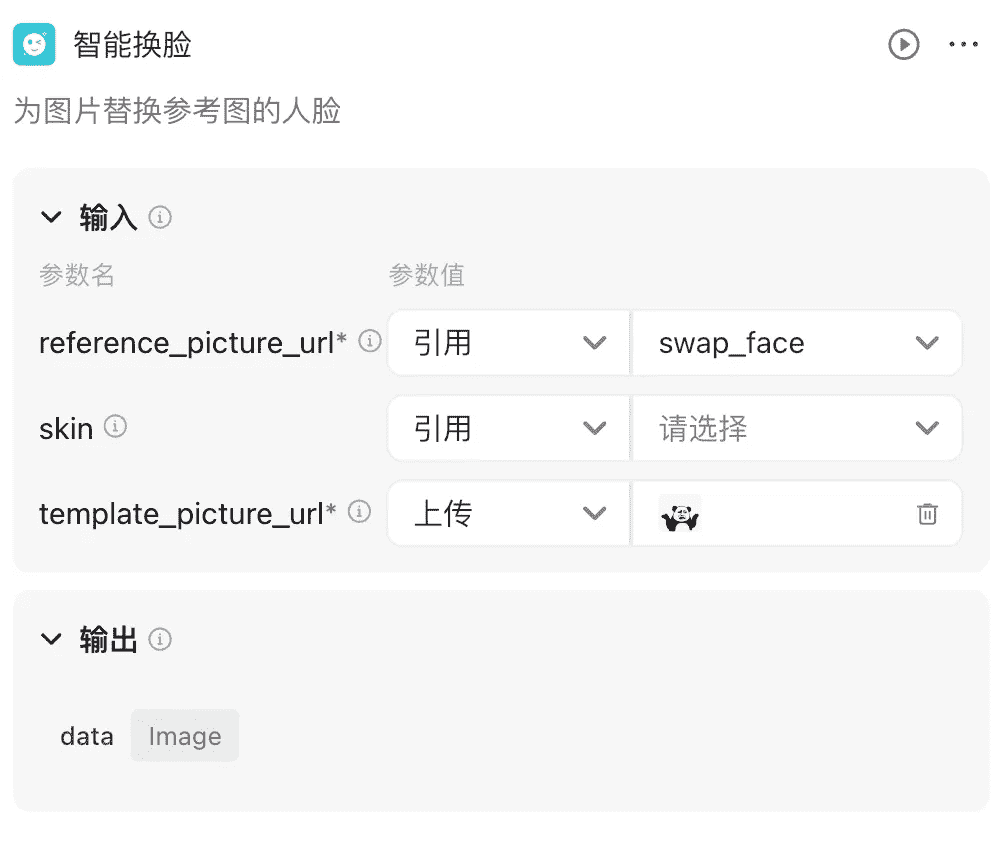 智能换脸
为图片替换参考图的人脸
输入
参数名 参数值
reference_picture_url* 引用 swap_face
skin 引用 请选择
template_picture_url* 上传
输出
data Image